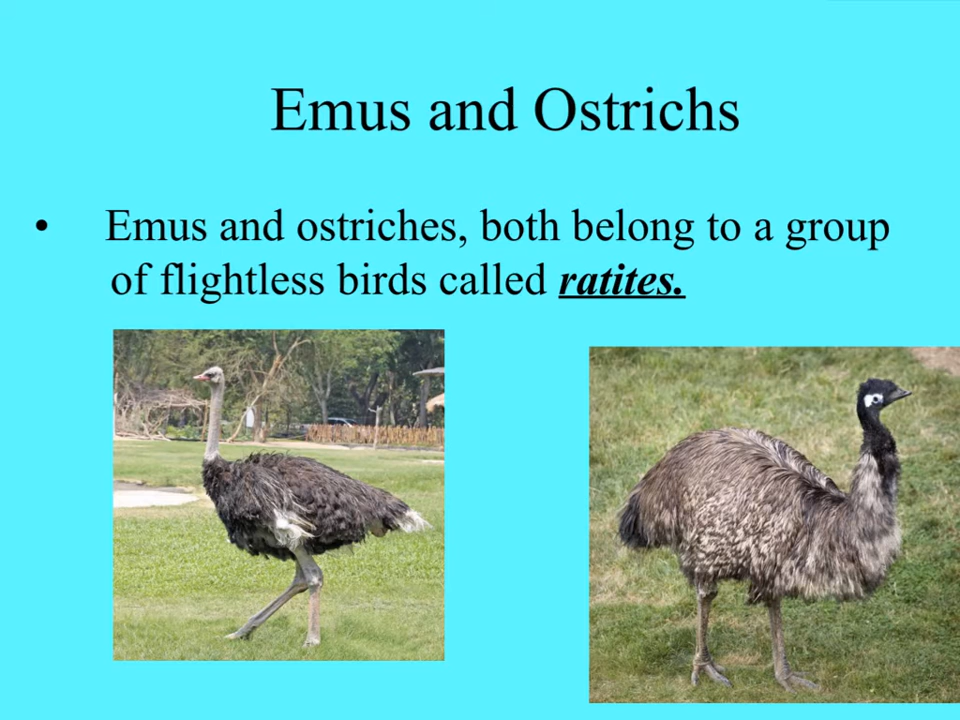 Emus and Ostrichs
• Emus and ostriches, both belong to a group
of flightless birds called ratites.